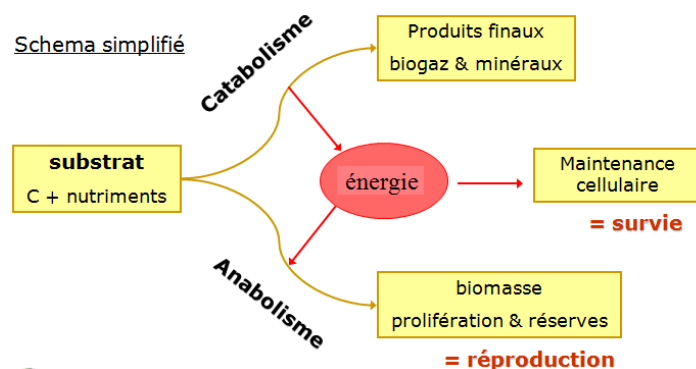 Schema simplifié
Catabolisme
Produits finaux
biogaz & minéraux
substrat
C + nutriments
énergie
Maintenance
cellulaire
= survie
Anabolisme
biomasse
prolifération & réserves
= réproduction